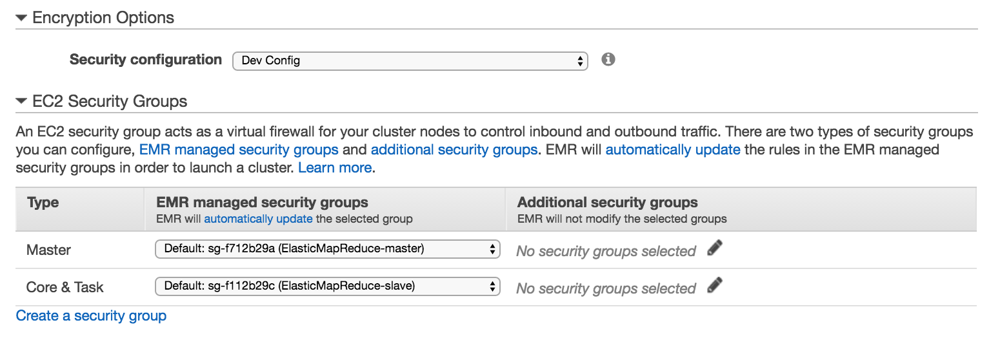 Encryption Options
Security configuration Dev Config
EC2 Security Groups
An EC2 security group acts as a virtual firewall for your cluster nodes to control inbound and outbound traffic. There are two types of security groups
you can configure, EMR managed security groups and additional security groups. EMR will automatically update the rules in the EMR managed
security groups in order to launch a cluster. Learn more.
Type EMR managed security groups Additional security groups
EMR will automatically update the selected group EMR will not modify the selected groups
Master Default: sg-f712b29a (ElasticMapReduce-master) No security groups selected
Core & Task Default: sg-f112b29c (ElasticMapReduce-slave) No security groups selected
Create a security group